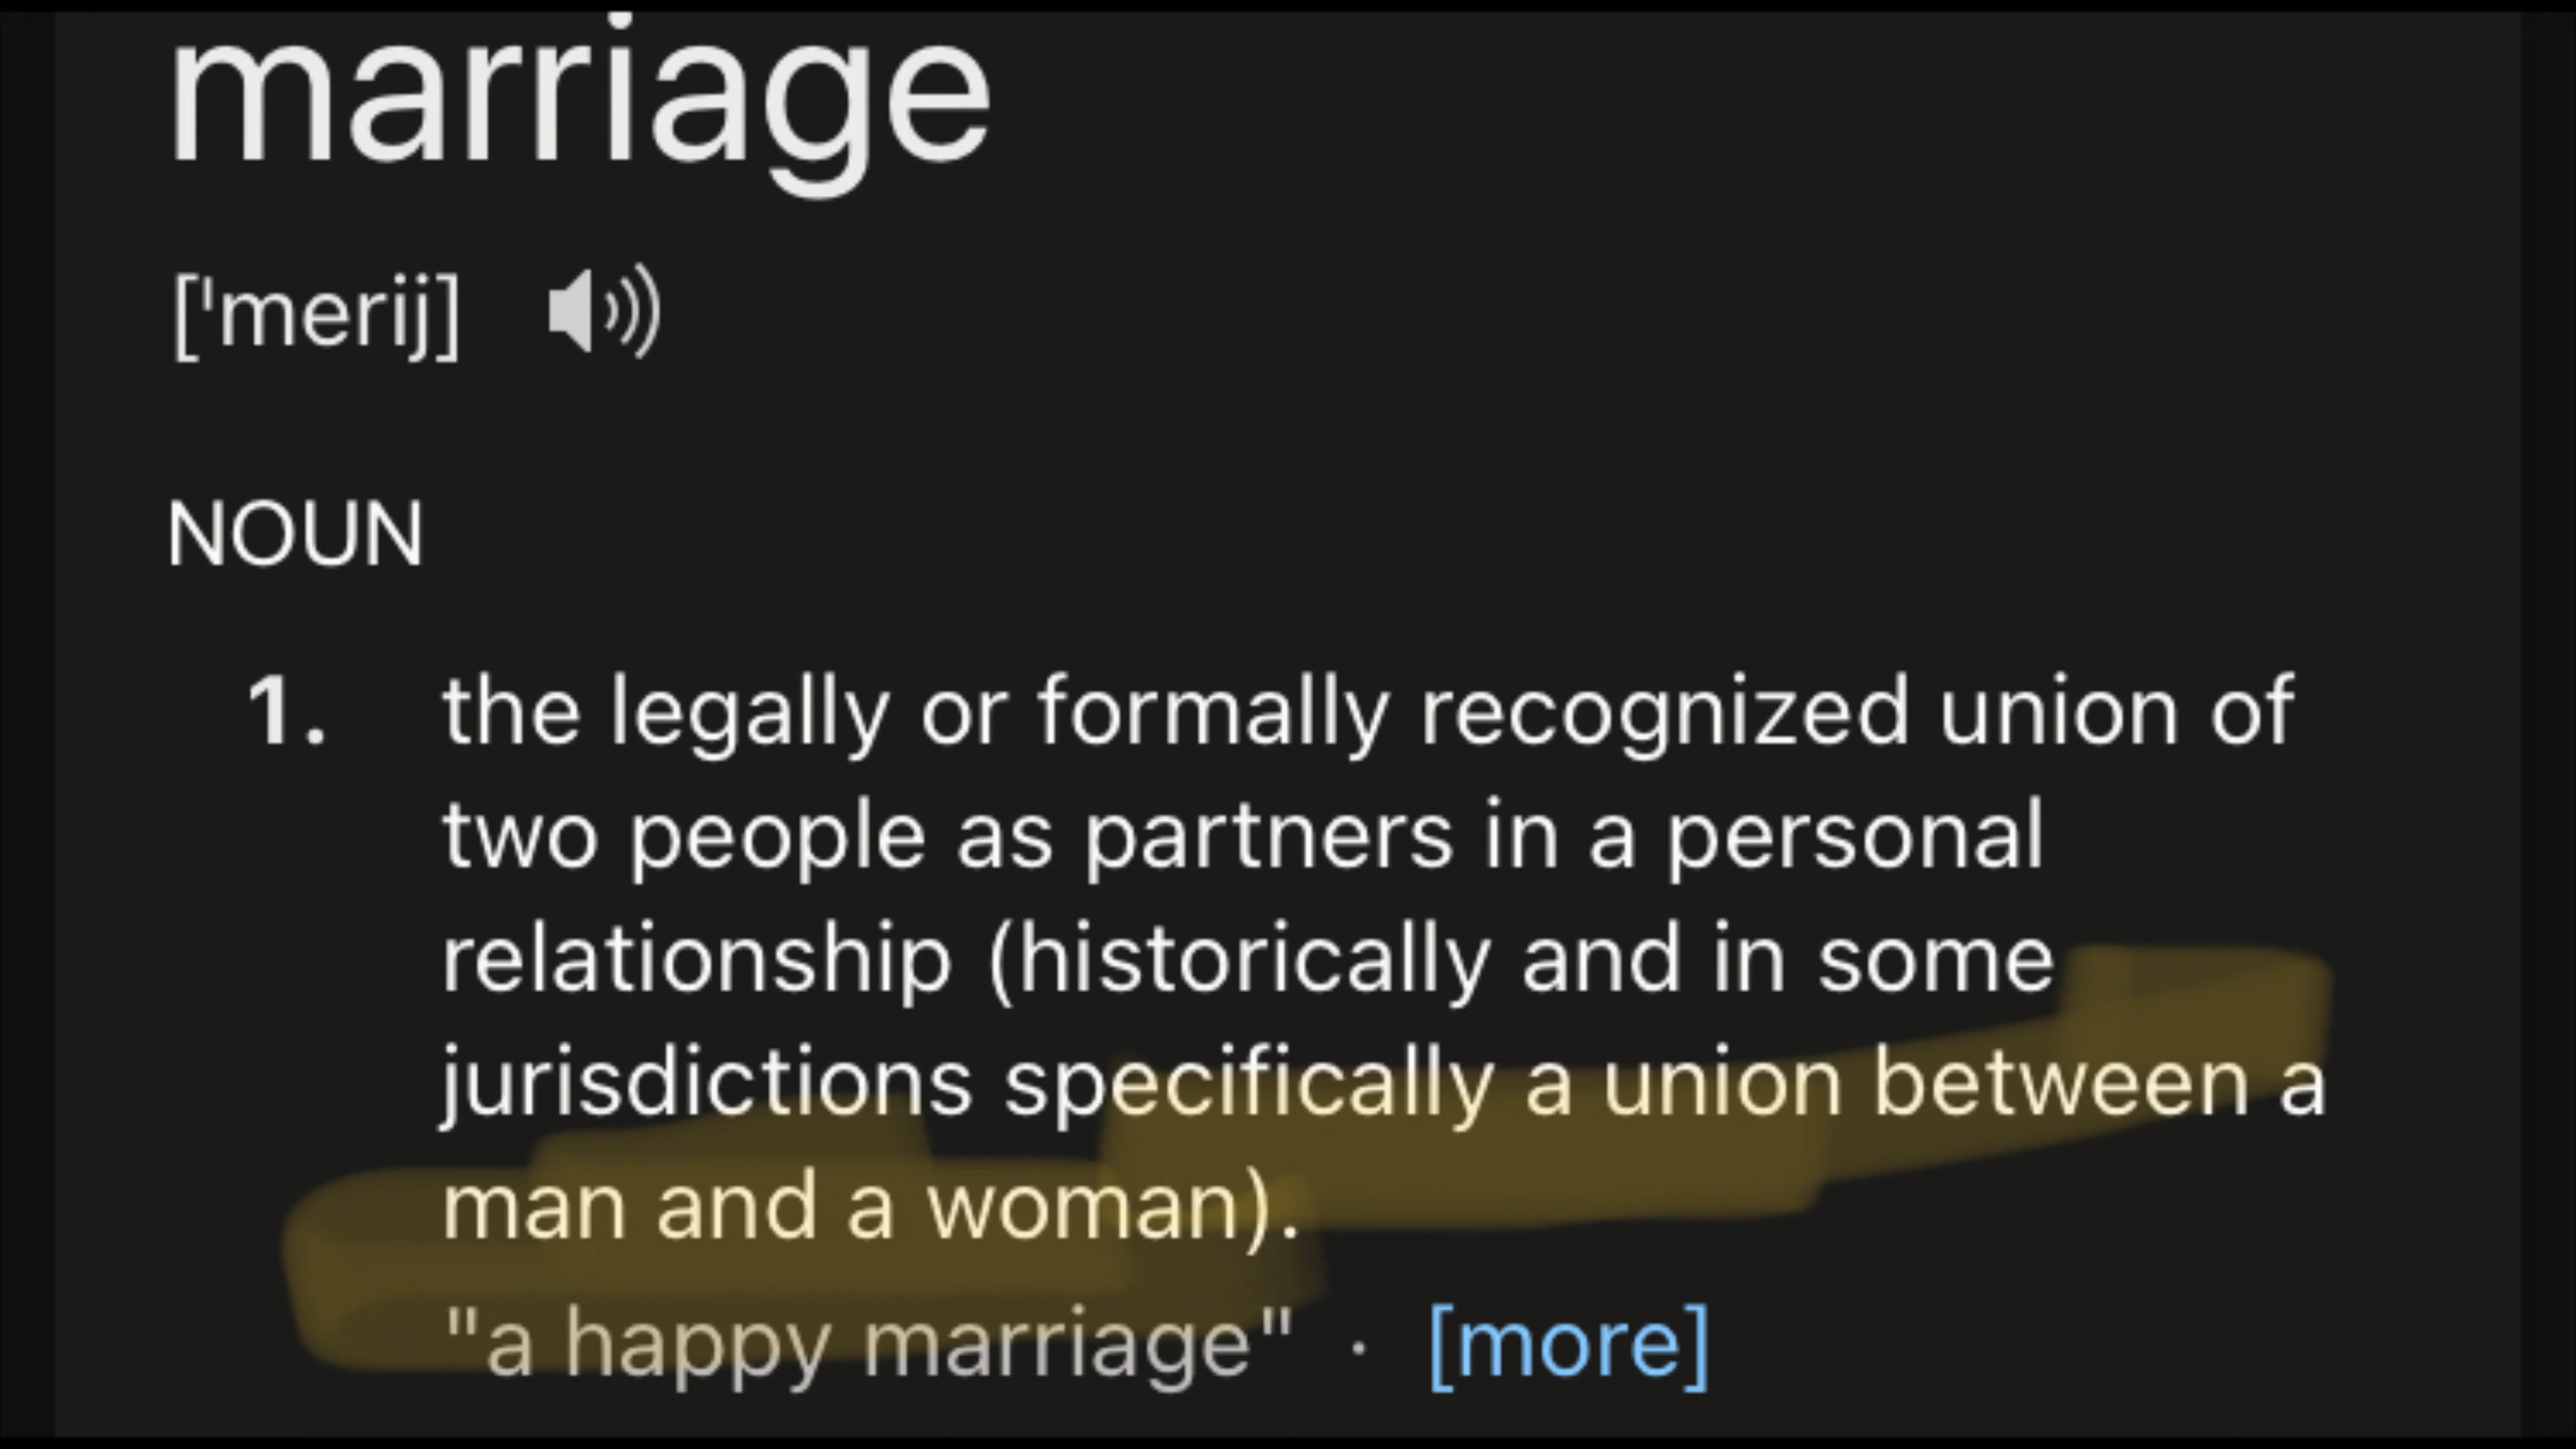 marriage
['merij]
NOUN
1. the legally or formally recognized union of
two people as partners in a personal
relationship (historically and in some
jurisdictions specifically a union between a
man and a woman).
"a happy marriage" · [more]